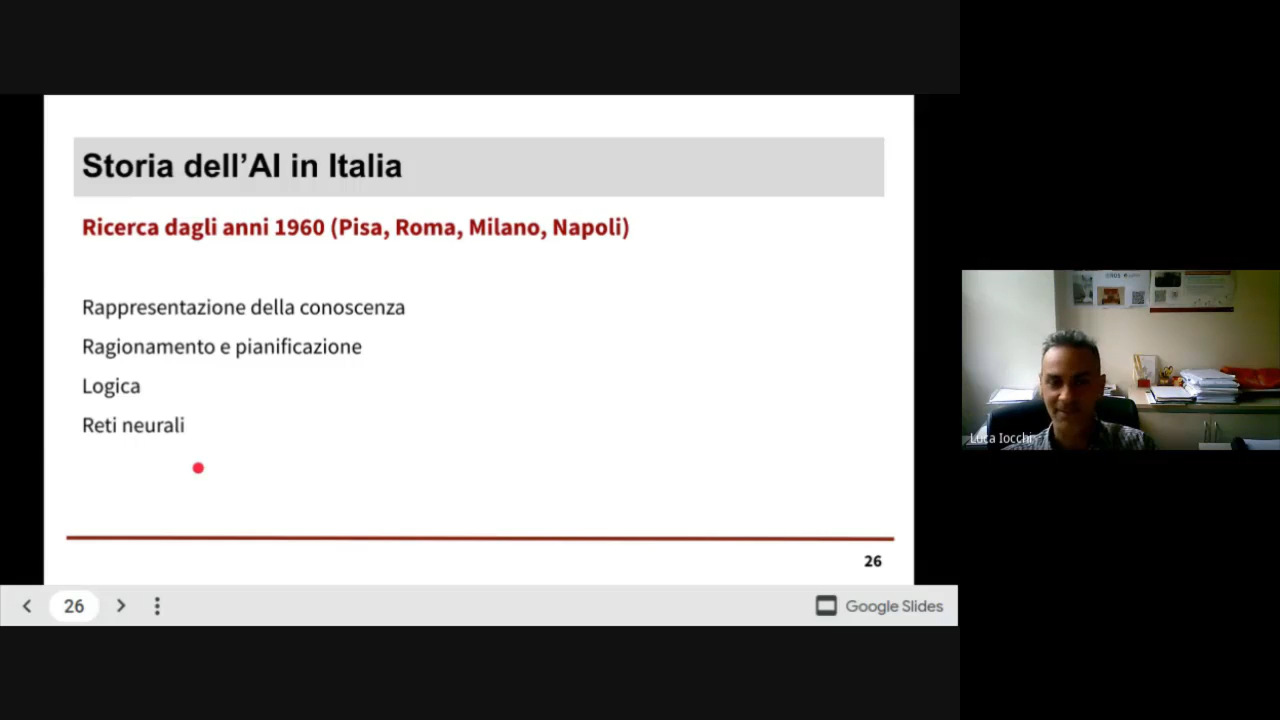 Storia dell’AI in Italia
Ricerca dagli anni 1960 (Pisa, Roma, Milano, Napoli)
Rappresentazione della conoscenza
Ragionamento e pianificazione
Logica
Reti neurali
26
26
Google Slides
Luca Iocchi